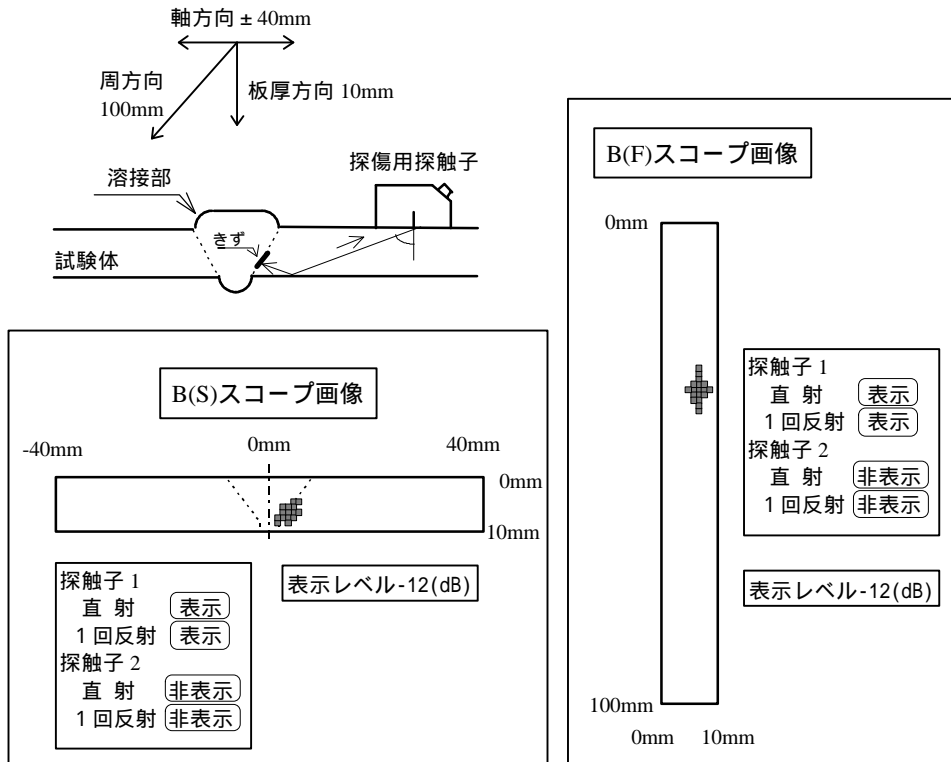 軸方向 ± 40mm
周方向
100mm
板厚方向 10mm
探傷用探触子
溶接部
きず
試験体
B(S)スコープ画像
-40mm
0mm
40mm
0mm
10mm
表示レベル-12(dB)
探触子 1
直 射 表示
1 回反射 表示
探触子 2
直 射 非表示
1 回反射 非表示
B(F)スコープ画像
0mm
探触子 1
直 射 表示
1 回反射 表示
探触子 2
直 射 非表示
1 回反射 非表示
表示レベル-12(dB)
100mm
0mm 10mm